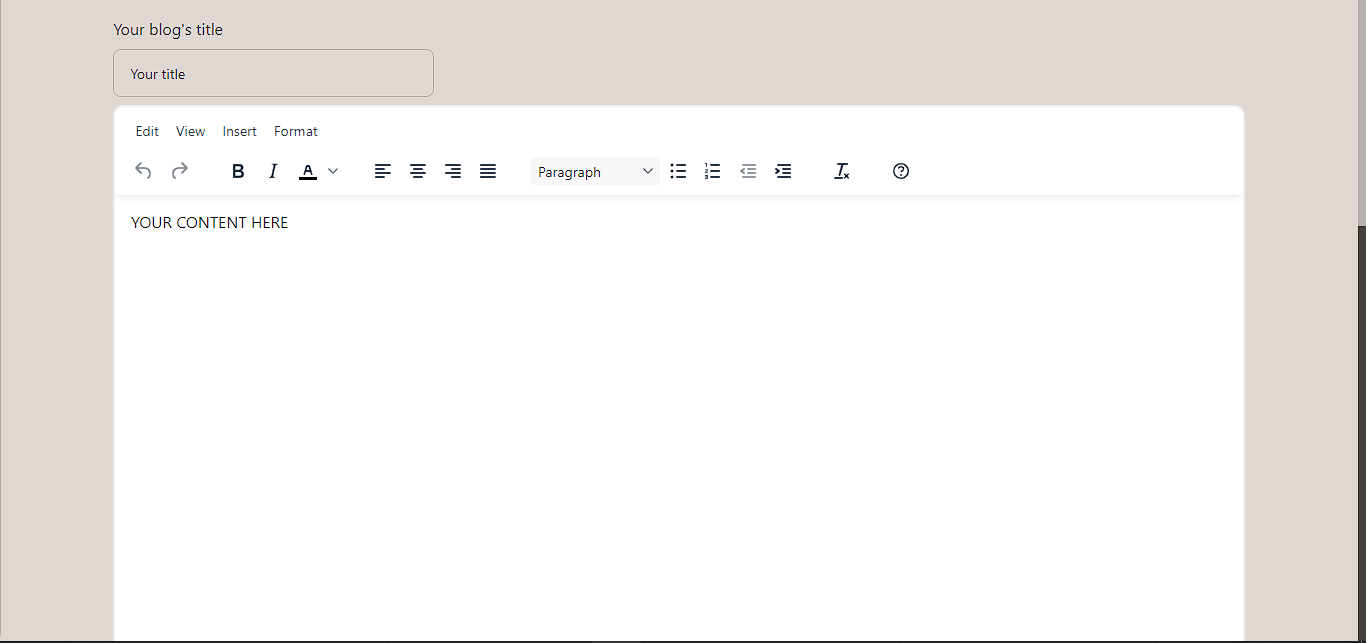 Your blog's title
Your title
Edit View Insert Format
B I A Paragraph
YOUR CONTENT HERE